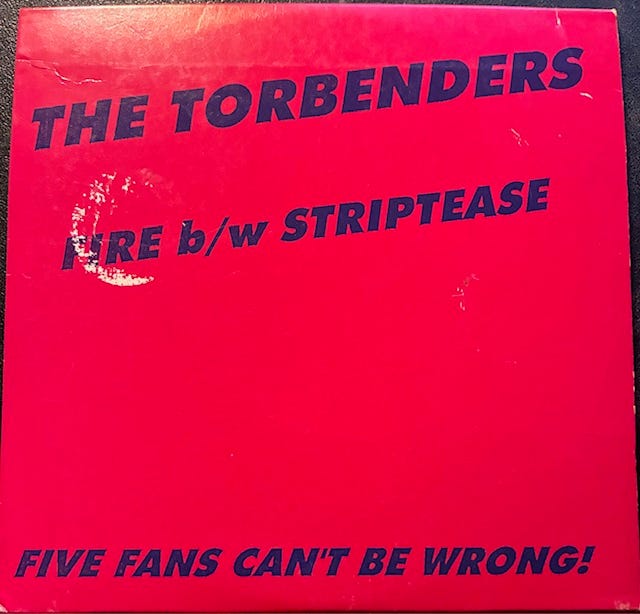 THE TORBENDERS
FIRE b/w STRIPTEASE
FIVE FANS CAN'T BE WRONG!